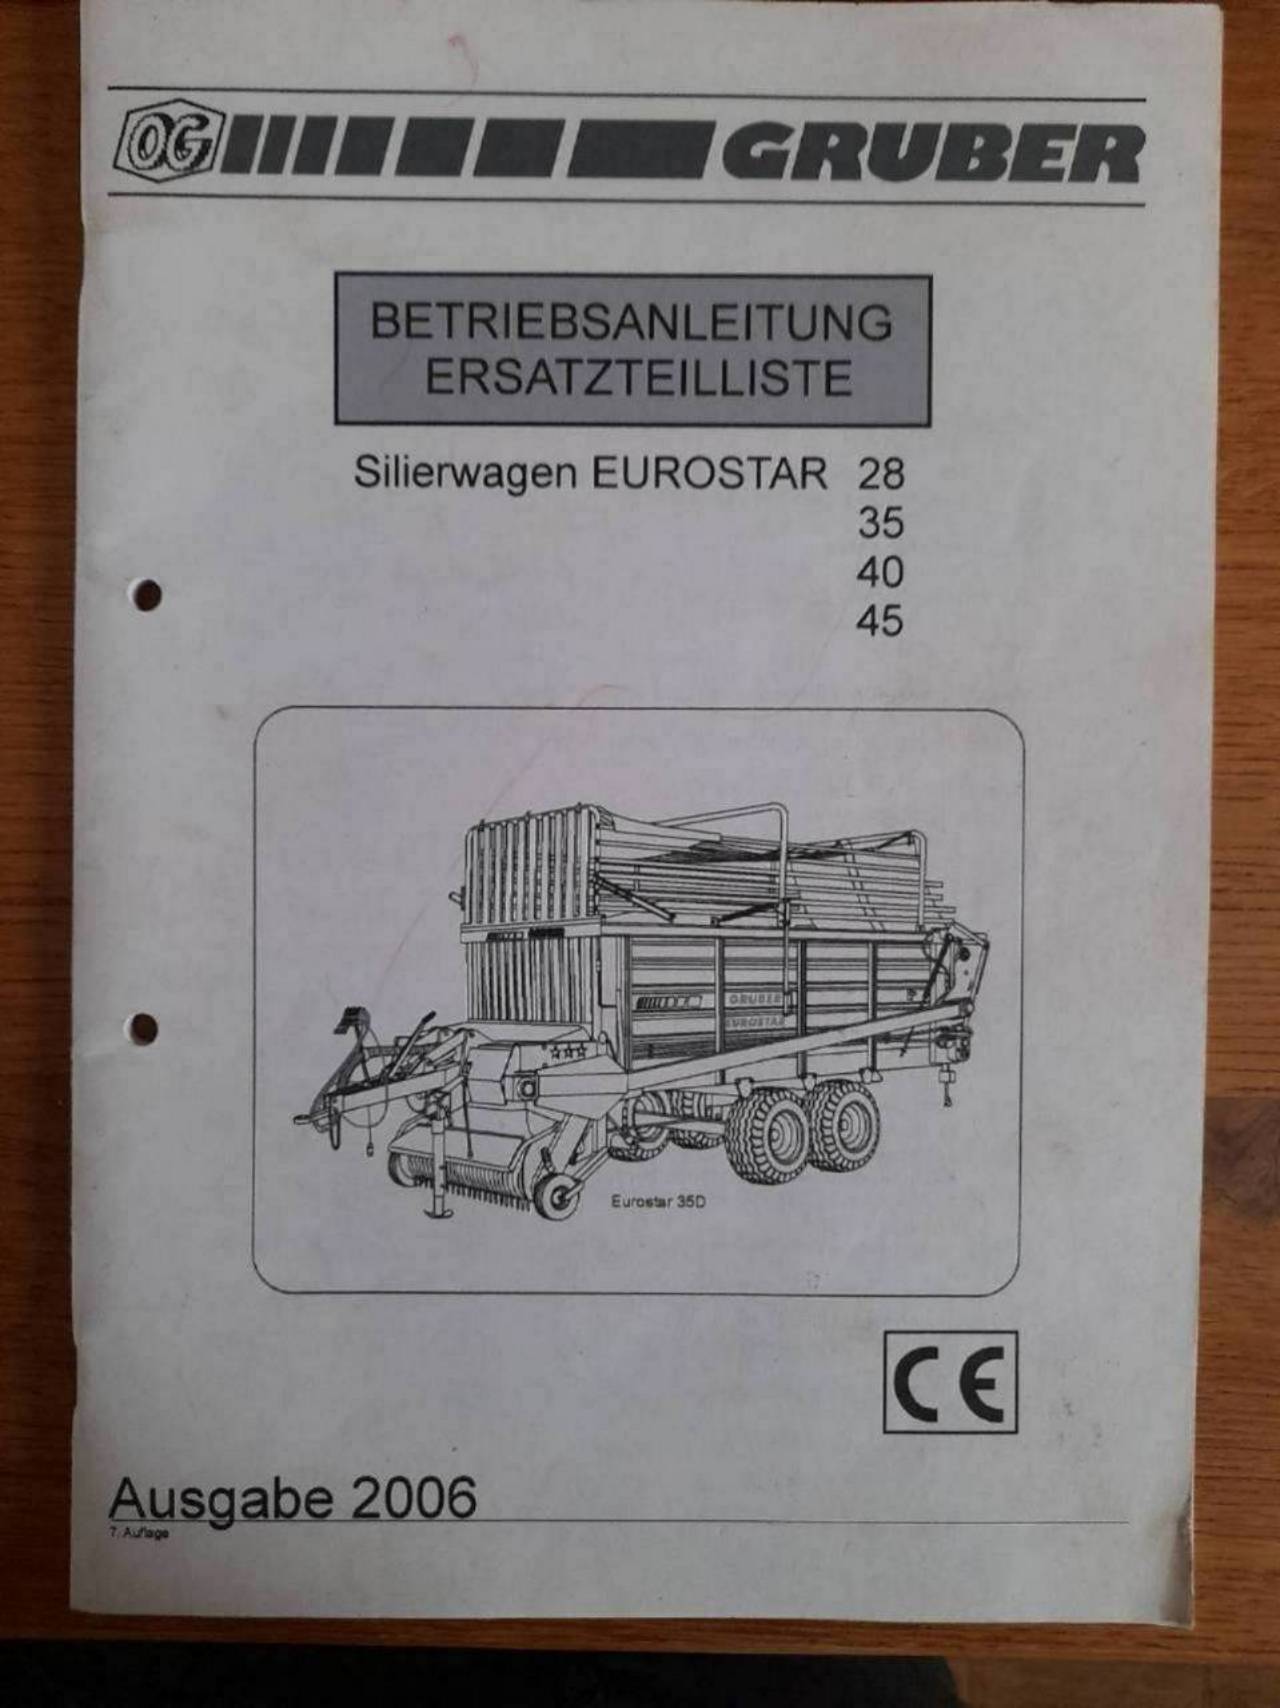 OG GRUBER
BETRIEBSANLEITUNG
ERSATZTEILLISTE
Silierwagen EUROSTAR 28
35
40
45
GRUBER
EUROSTAR
Eurostar 35D
CE
Ausgabe 2006
7. Auflage